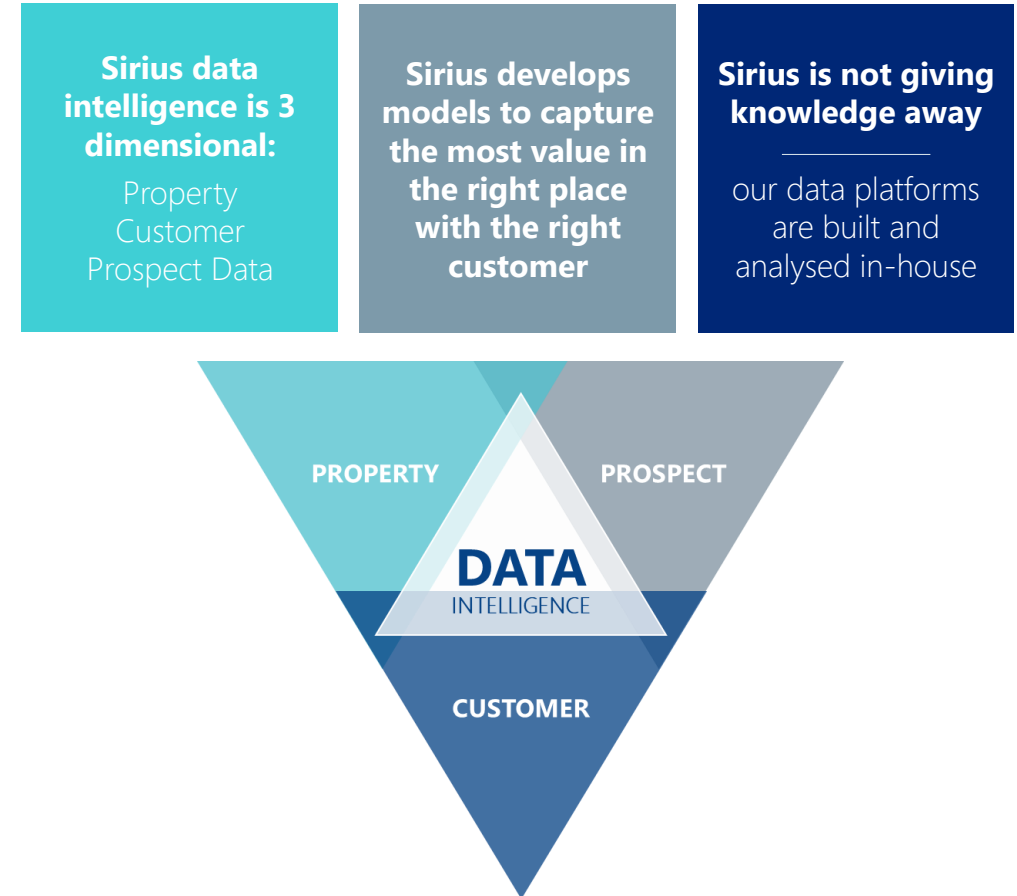 Sirius data
intelligence is 3
dimensional:
Property
Customer
Prospect Data
Sirius develops
models to capture
the most value in
the right place
with the right
customer
Sirius is not giving
knowledge away
our data platforms
are built and
analysed in-house
PROPERTY
PROSPECT
DATA
INTELLIGENCE
CUSTOMER